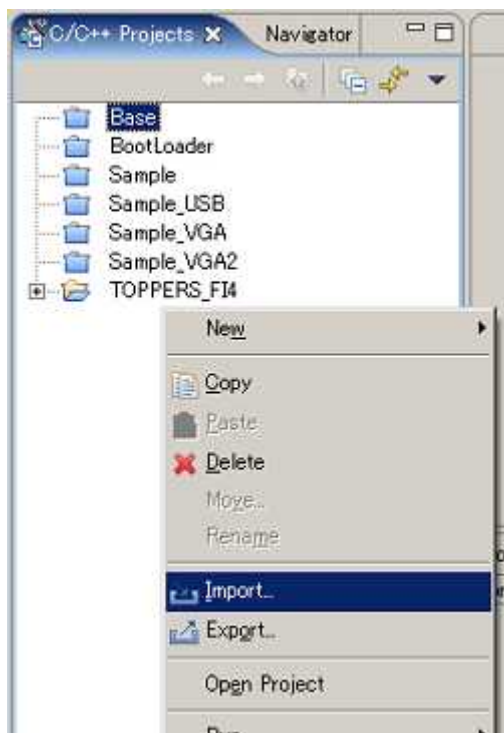 C/C++ Projects Navigator
Base
BootLoader
Sample
Sample_USB
Sample_VGA
Sample_VGA2
TOPPERS_FI4
New
Copy
Paste
Delete
Move...
Rename
Import...
Export...
Open Project